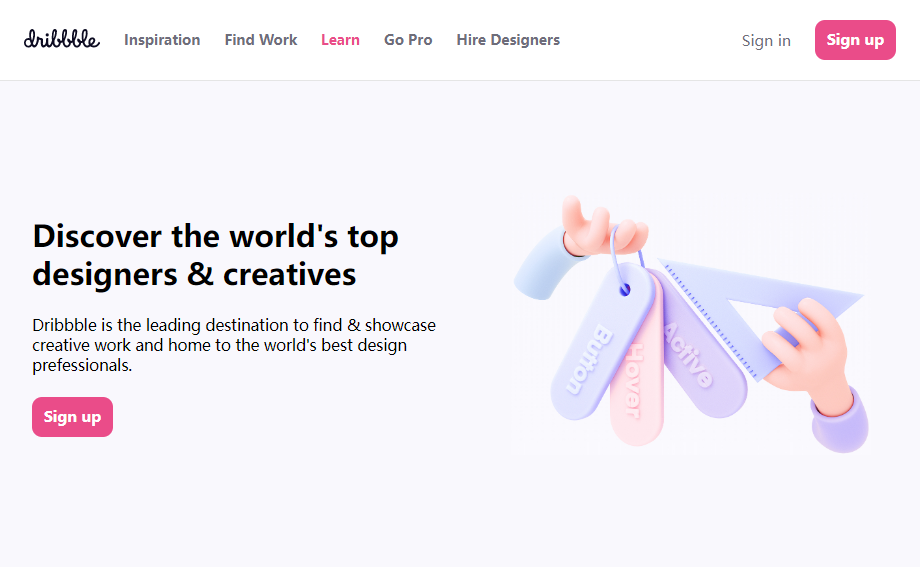 dribbble Inspiration Find Work Learn Go Pro Hire Designers Sign in Sign up
Discover the world's top
designers & creatives
Dribbble is the leading destination to find & showcase
creative work and home to the world's best design
prefessionals.
Sign up
Button
Hover
Active